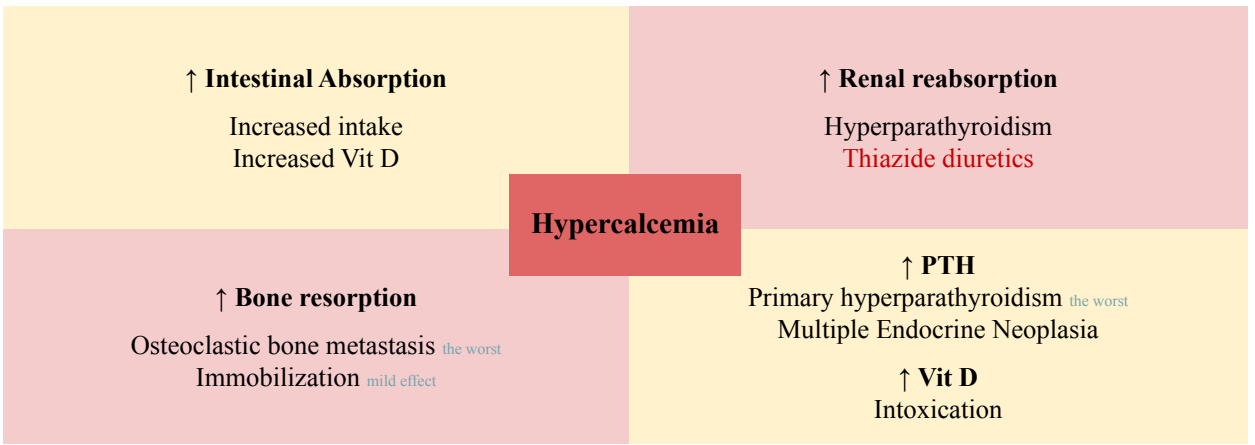 ↑ Intestinal Absorption
Increased intake
Increased Vit D
↑ Renal reabsorption
Hyperparathyroidism
Thiazide diuretics
Hypercalcemia
↑ Bone resorption
Osteoclastic bone metastasis the worst
Immobilization mild effect
↑ PTH
Primary hyperparathyroidism the worst
Multiple Endocrine Neoplasia
↑ Vit D
Intoxication